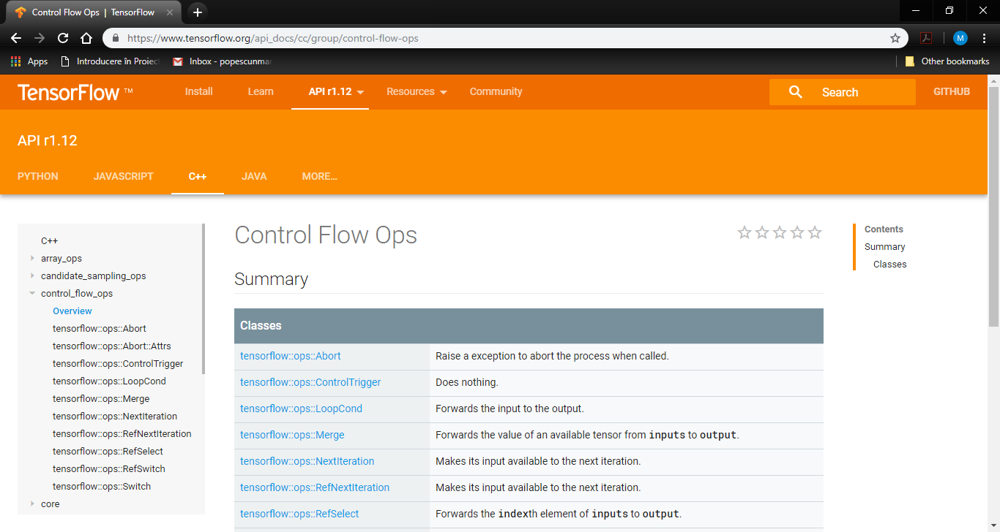 Control Flow Ops | TensorFlow
https://www.tensorflow.org/api_docs/cc/group/control-flow-ops
M
Apps Introducere în Proiec Inbox - popescunmar Other bookmarks
TensorFlow ™ Install Learn API r1.12 Resources Community Search GITHUB
API r1.12
PYTHON JAVASCRIPT C++ JAVA MORE…
C++
array_ops
candidate_sampling_ops
control_flow_ops
Overview
tensorflow::ops::Abort
tensorflow::ops::Abort::Attrs
tensorflow::ops::ControlTrigger
tensorflow::ops::LoopCond
tensorflow::ops::Merge
tensorflow::ops::NextIteration
tensorflow::ops::RefNextIteration
tensorflow::ops::RefSelect
tensorflow::ops::RefSwitch
tensorflow::ops::Switch
core
Control Flow Ops
Summary
Classes
tensorflow::ops::Abort Raise a exception to abort the process when called.
tensorflow::ops::ControlTrigger Does nothing.
tensorflow::ops::LoopCond Forwards the input to the output.
tensorflow::ops::Merge Forwards the value of an available tensor from inputs to output.
tensorflow::ops::NextIteration Makes its input available to the next iteration.
tensorflow::ops::RefNextIteration Makes its input available to the next iteration.
tensorflow::ops::RefSelect Forwards the indexth element of inputs to output.
Contents
Summary
Classes